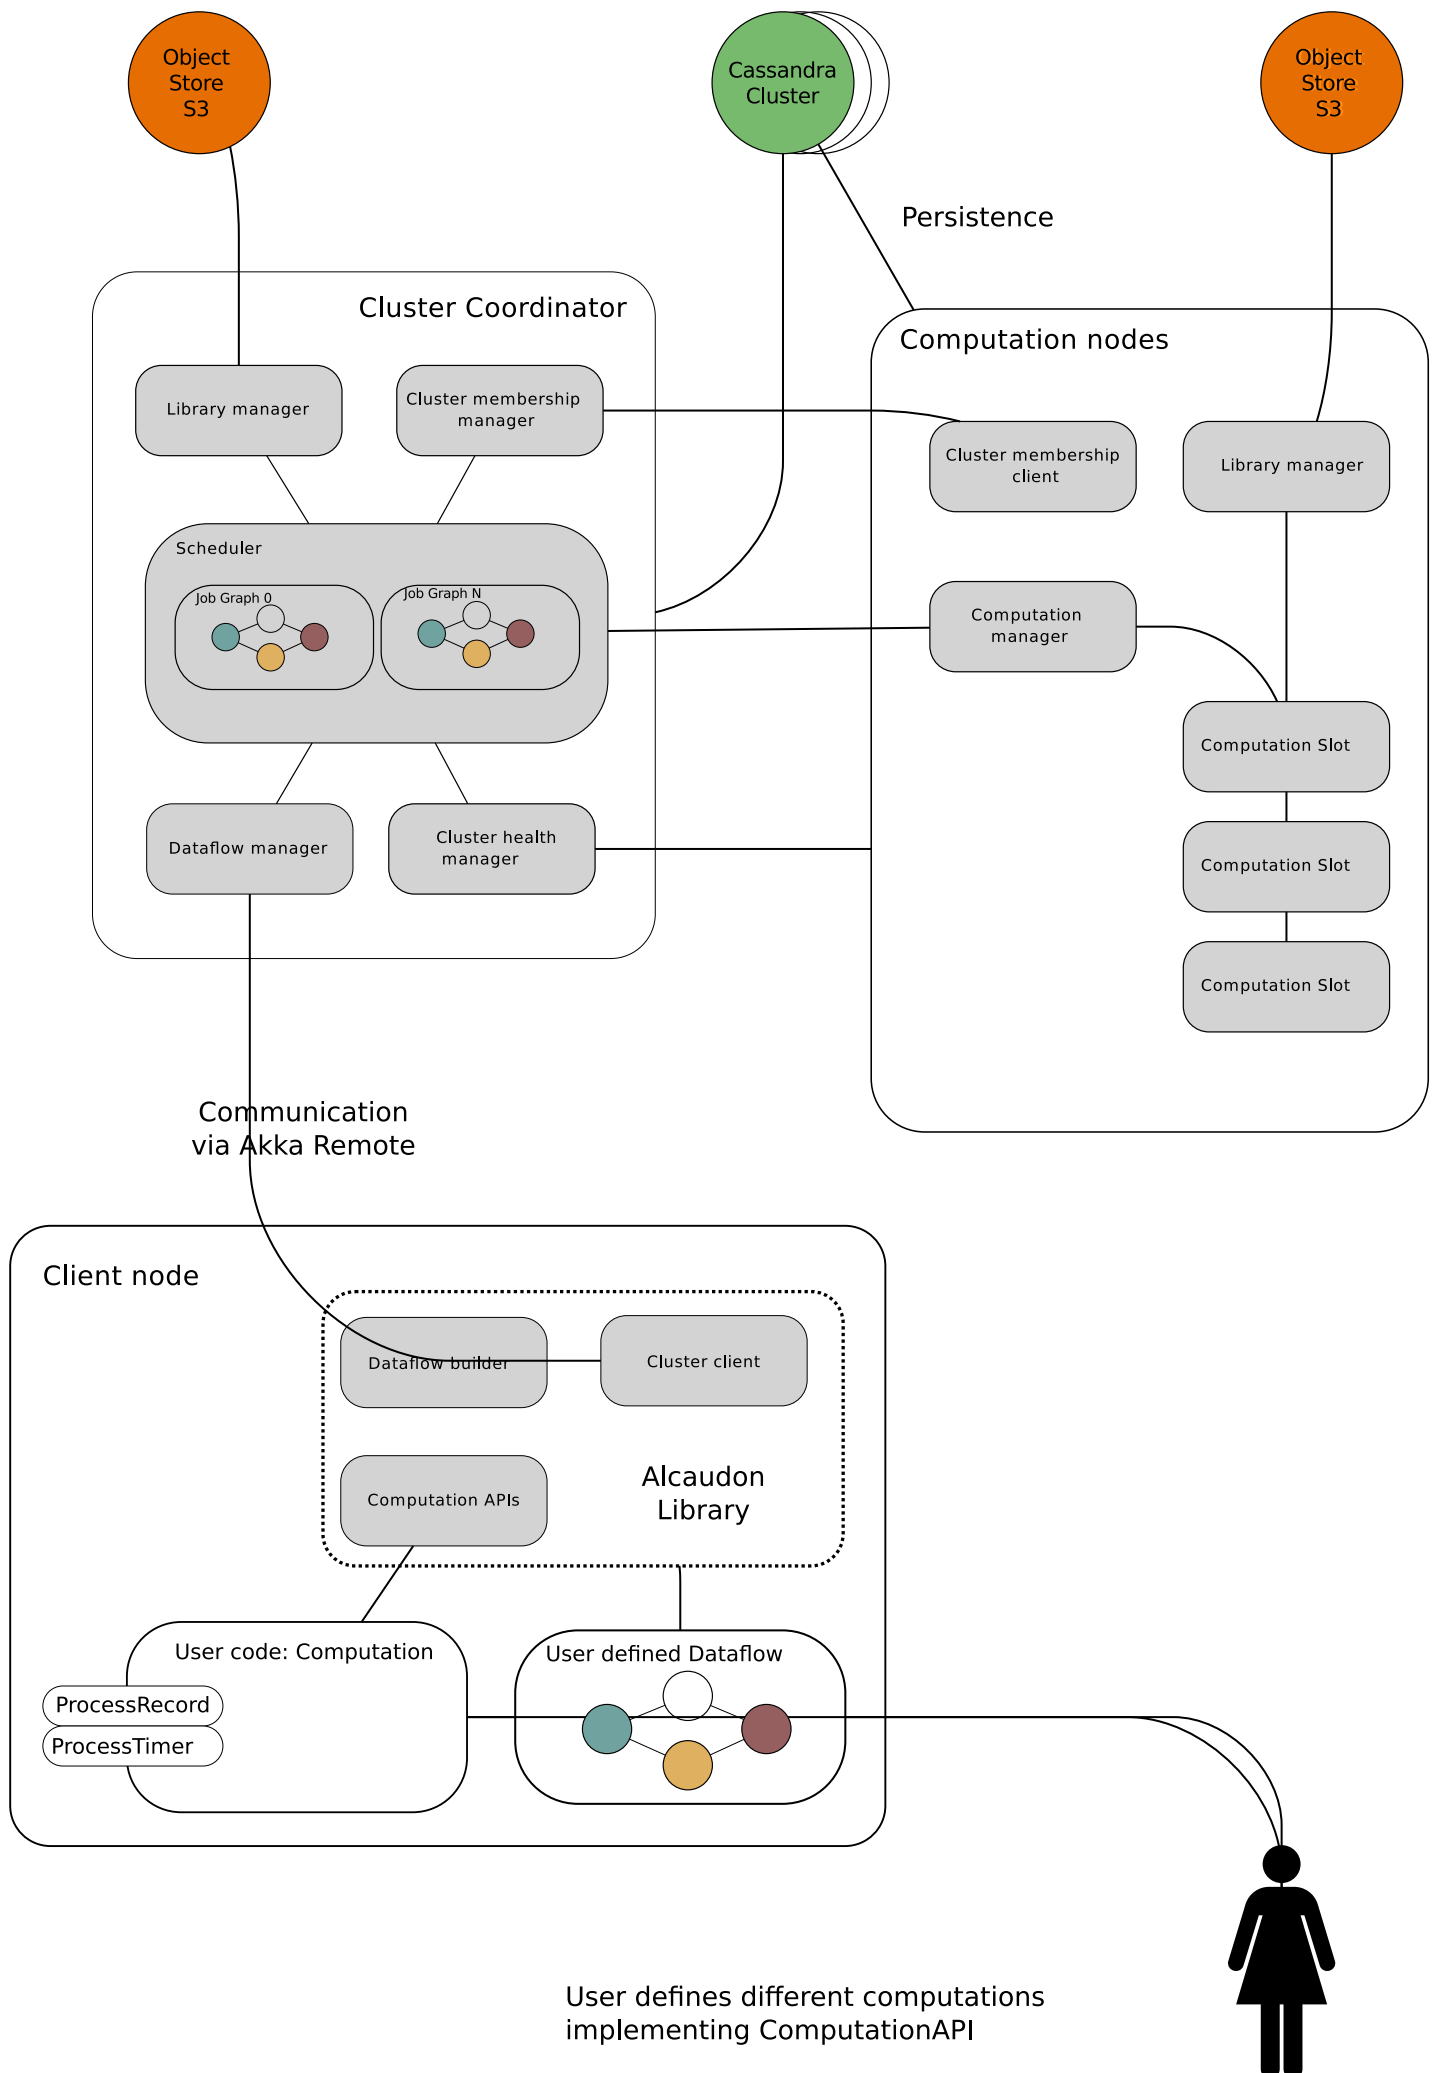 Object
Store
S3
Cassandra
Cluster
Object
Store
S3
Persistence
Cluster Coordinator
Library manager
Cluster membership
manager
Scheduler
Job Graph 0
Job Graph N
Dataflow manager
Cluster health
manager
Computation nodes
Cluster membership
client
Library manager
Computation
manager
Computation Slot
Computation Slot
Computation Slot
Communication
via Akka Remote
Client node
Dataflow builder
Cluster client
Computation APIs
Alcaudon
Library
User code: Computation
ProcessRecord
ProcessTimer
User defined Dataflow
User defines different computations
implementing ComputationAPI